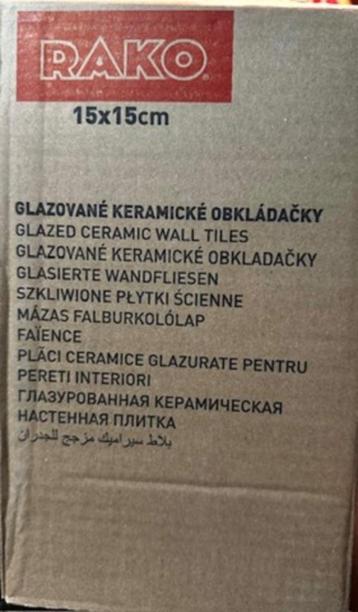 RAKO®
15x15cm
GLAZOVANÉ KERAMICKÉ OBKLÁDAČKY
GLAZED CERAMIC WALL TILES
GLAZOVANÉ KERAMICKÉ OBKLADAČKY
GLASIERTE WANDFLIESEN
SZKLIWIONE PŁYTKI ŚCIENNE
MÁZAS FALBURKOLÓLAP
FAÏENCE
PLĂCI CERAMICE GLAZURATE PENTRU
PEREȚI INTERIORI
ГЛАЗУРОВАННАЯ КЕРАМИЧЕСКАЯ
НАСТЕННАЯ ПЛИТКА
بلاط سيراميك مزجج للجدران